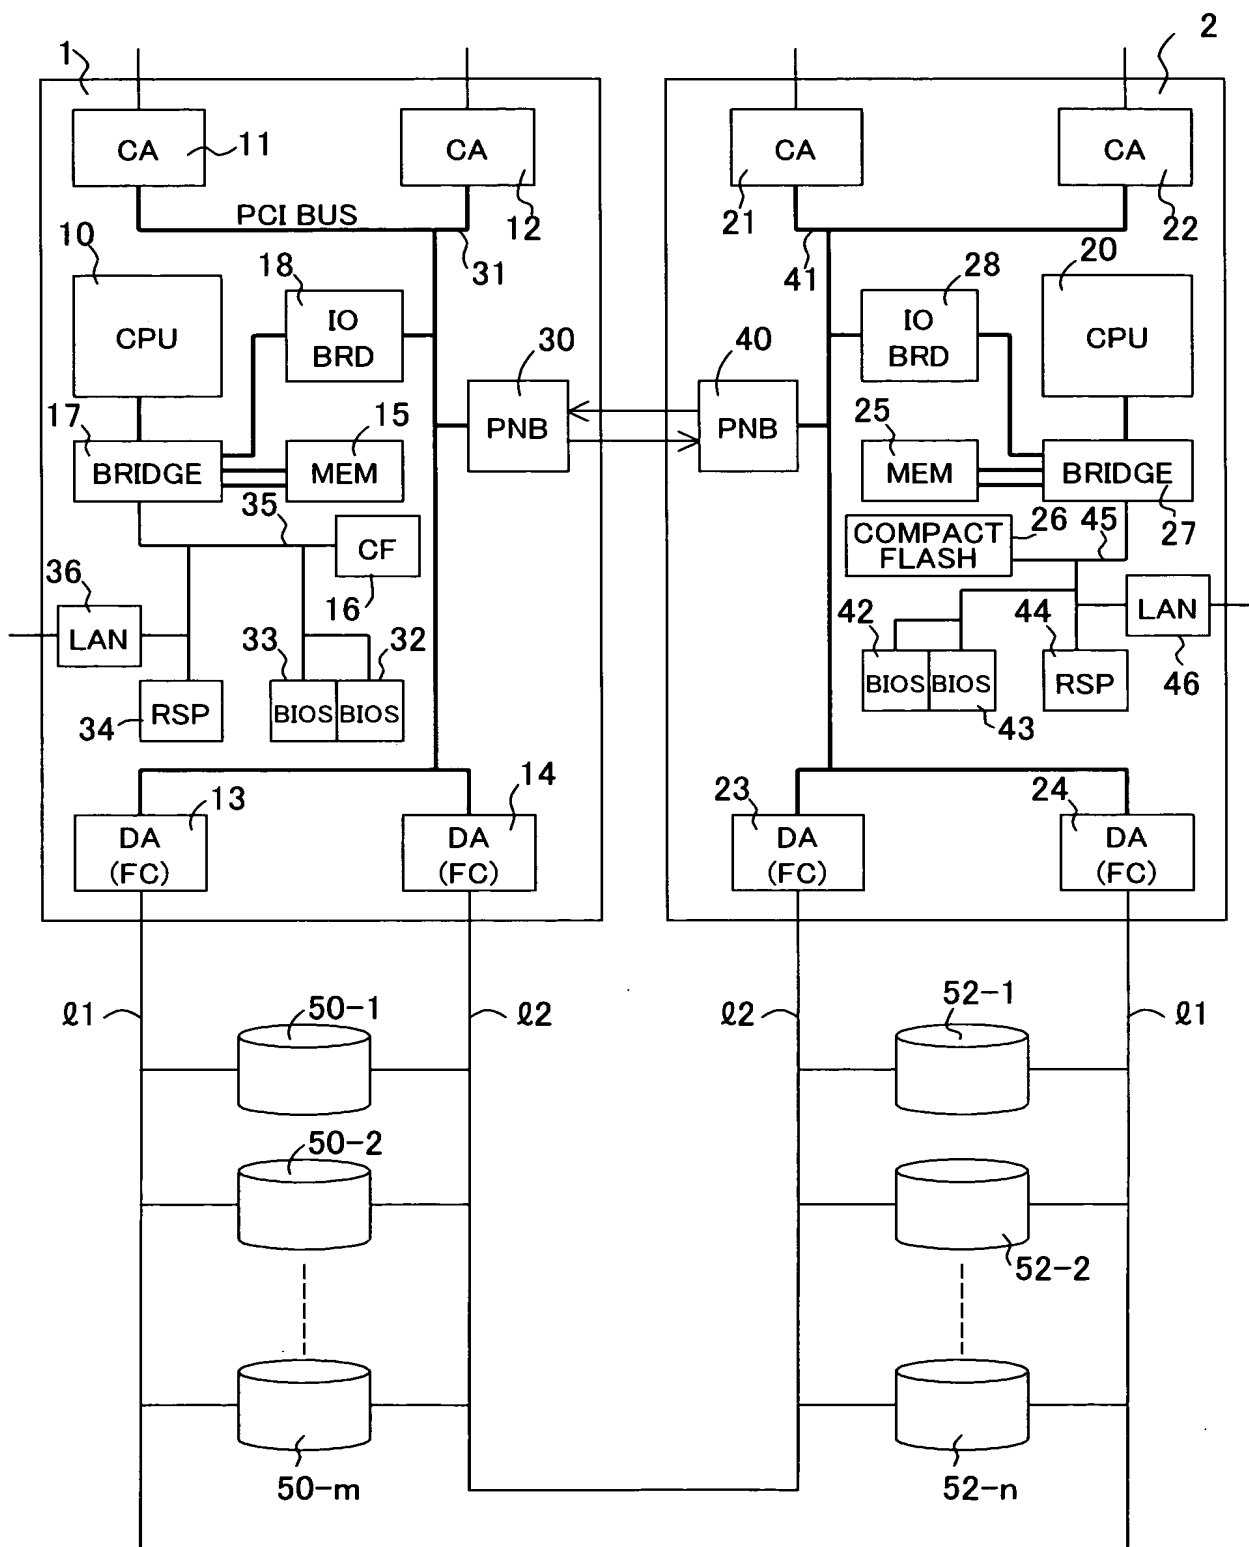 1
2
CA
11
CA
12
CA
21
CA
22
PCI BUS
31
41
10
CPU
18
IO
BRD
28
IO
BRD
20
CPU
30
PNB
40
PNB
17
BRIDGE
15
MEM
25
MEM
BRIDGE
27
35
CF
16
COMPACT
FLASH
26
45
36
LAN
33
32
34
RSP
BIOS
BIOS
42
44
LAN
46
BIOS
BIOS
43
RSP
13
DA
(FC)
14
DA
(FC)
23
DA
(FC)
24
DA
(FC)
ℓ1
50-1
ℓ2
ℓ2
52-1
ℓ1
50-2
52-2
50-m
52-n